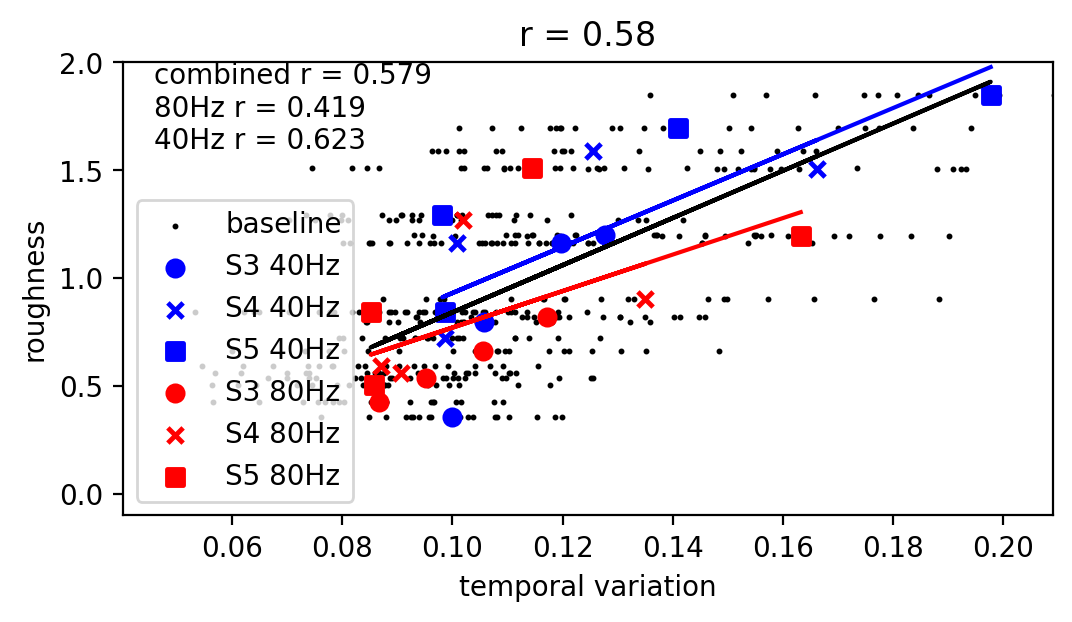 r = 0.58
combined r = 0.579
80Hz r = 0.419
40Hz r = 0.623
baseline
S3 40Hz
S4 40Hz
S5 40Hz
S3 80Hz
S4 80Hz
S5 80Hz
roughness
2.0
1.5
1.0
0.5
0.0
0.06 0.08 0.10 0.12 0.14 0.16 0.18 0.20
temporal variation